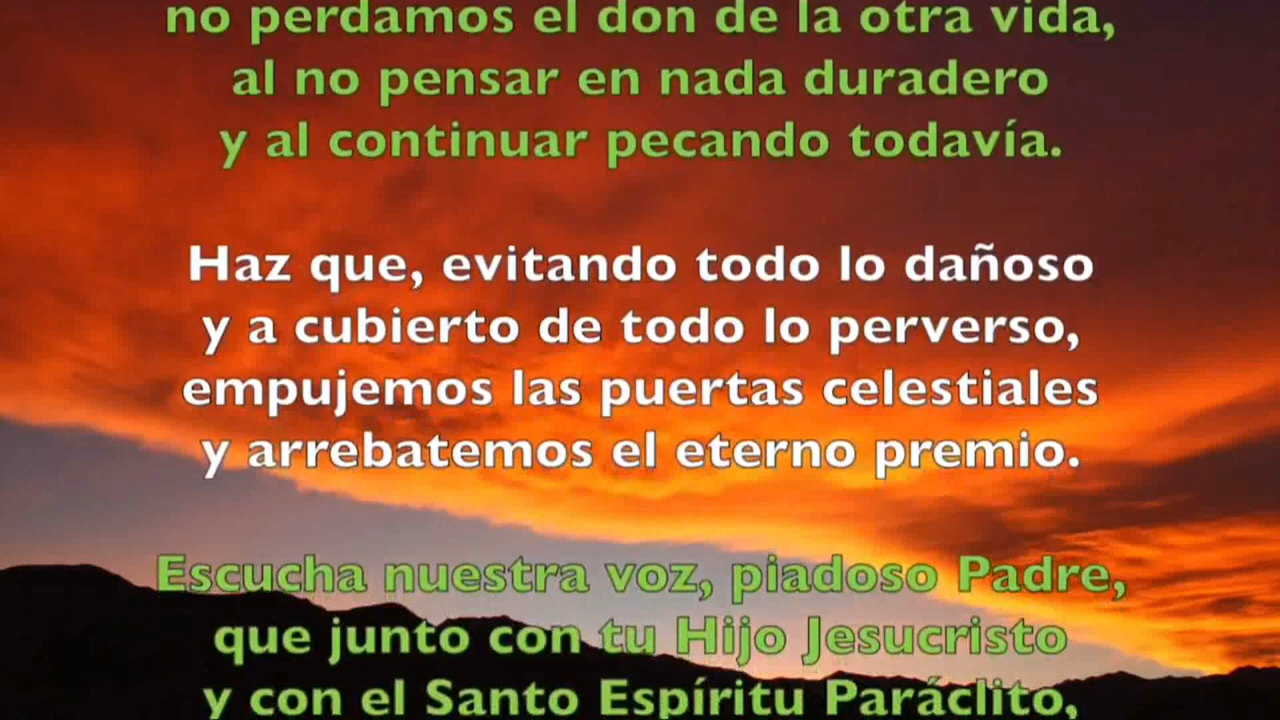 no perdamos el don de la otra vida,
al no pensar en nada duradero
y al continuar pecando todavía.
Haz que, evitando todo lo dañoso
y a cubierto de todo lo perverso,
empujemos las puertas celestiales
y arrebatemos el eterno premio.
Escucha nuestra voz, piadoso Padre,
que junto con tu Hijo Jesucristo
y con el Santo Espíritu Paráclito,